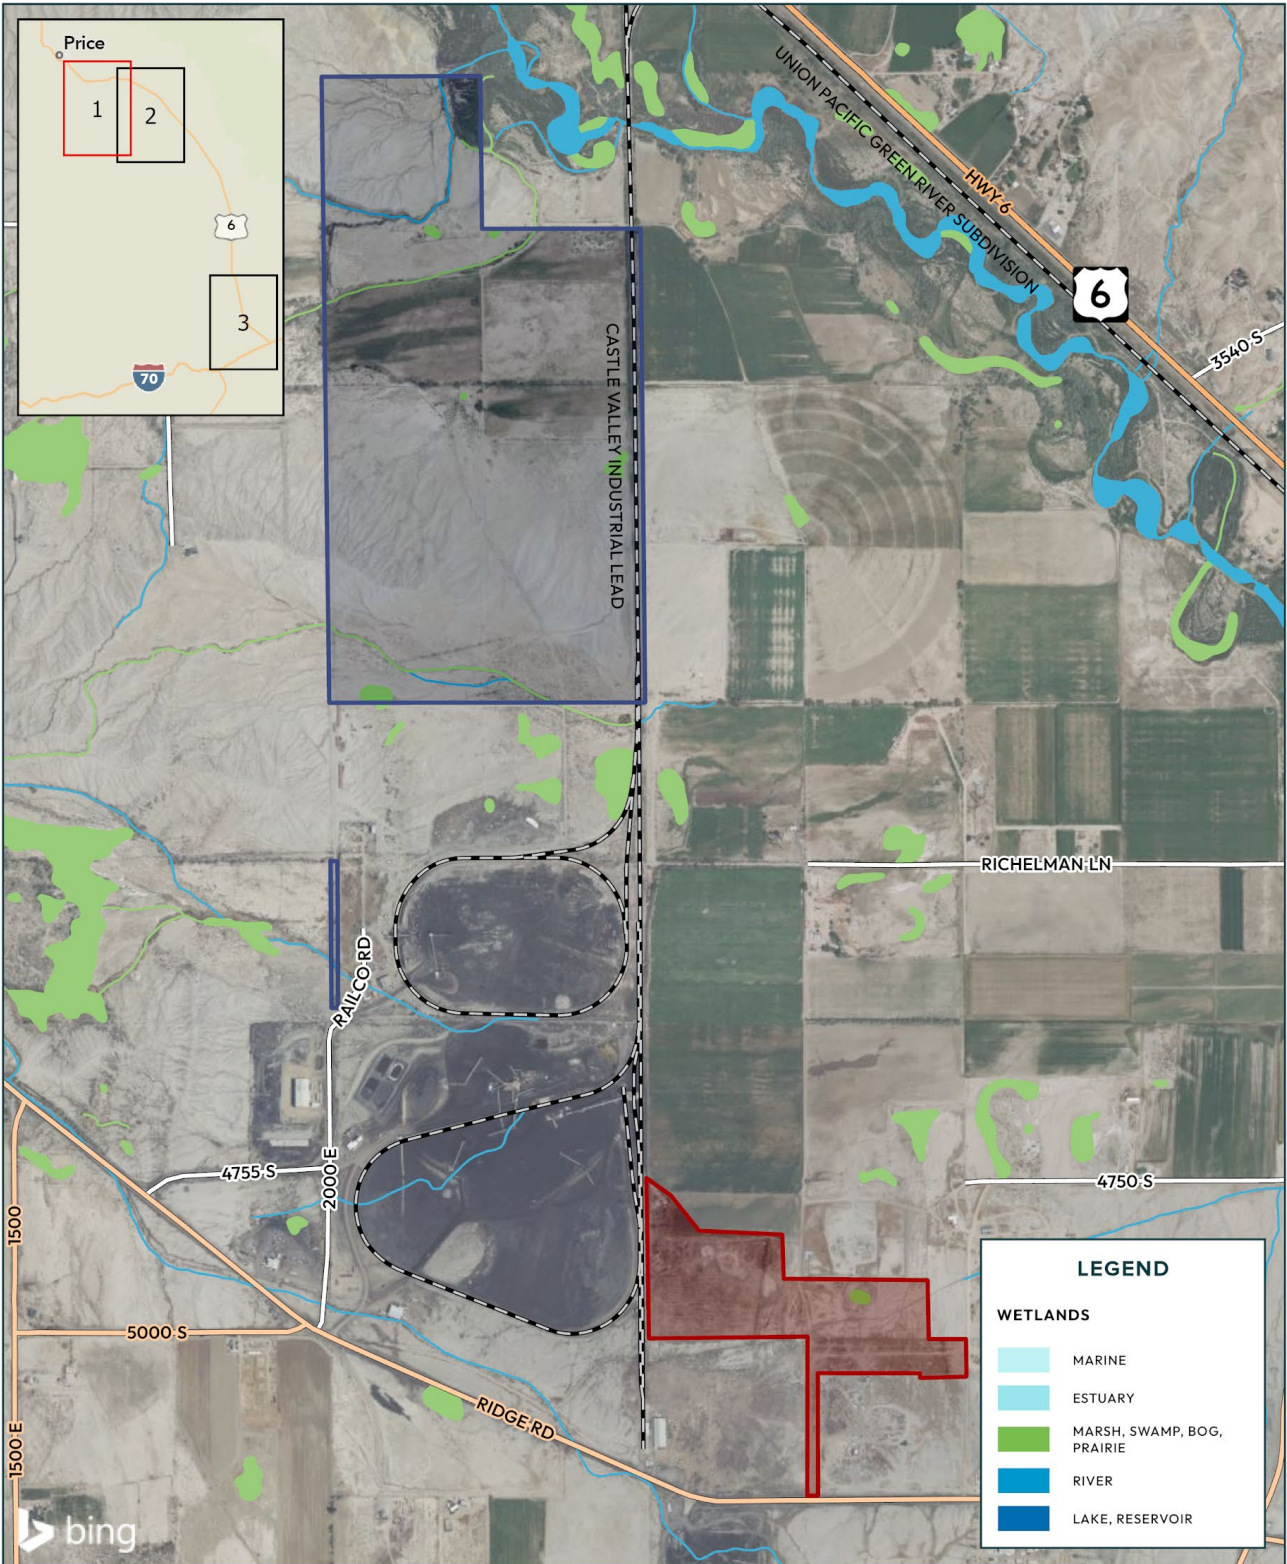 Price
1
2
6
3
70
UNION PACIFIC GREEN RIVER SUBDIVISION
HWY 6
6
3540 S
CASTLE VALLEY INDUSTRIAL LEAD
RICHELMAN LN
RAILCO RD
4755 S
2000 E
4750 S
1500
5000 S
1500 E
RIDGE RD
LEGEND
WETLANDS
MARINE
ESTUARY
MARSH, SWAMP, BOG,
PRAIRIE
RIVER
LAKE, RESERVOIR
bing